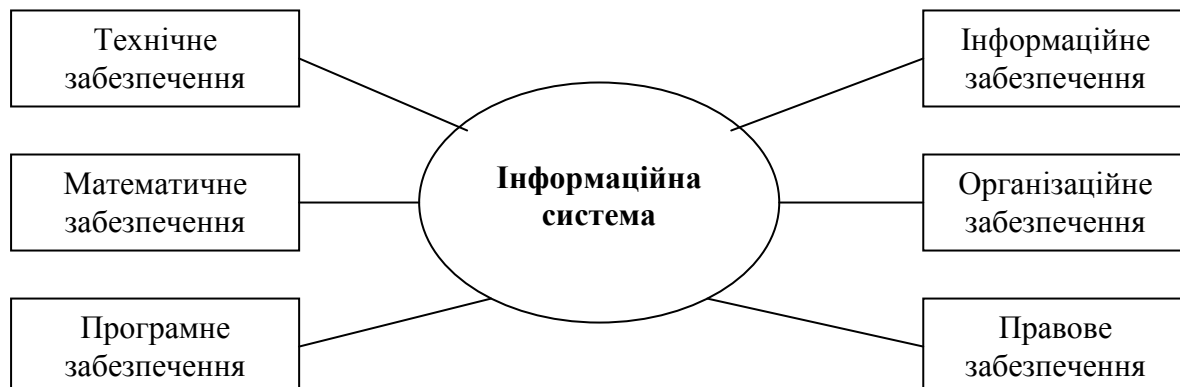 Технічне
забезпечення
Математичне
забезпечення
Програмне
забезпечення
Інформаційна
система
Інформаційне
забезпечення
Організаційне
забезпечення
Правове
забезпечення